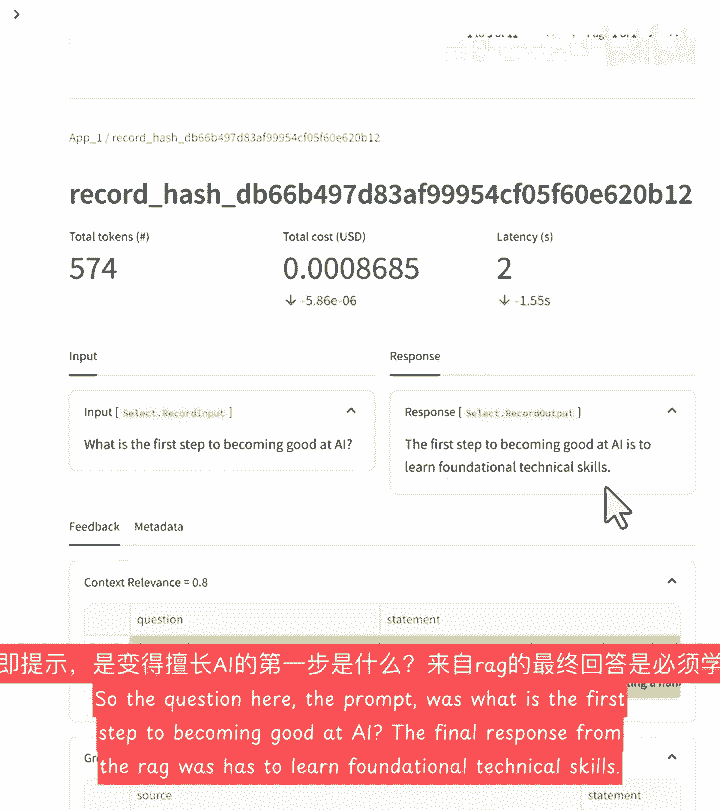 App_1 / record_hash_db66b497d83af99954cf05f60e620b12
record_hash_db66b497d83af99954cf05f60e620b12
Total tokens (#)
574
Total cost (USD)
0.0008685
↓ -5.86e-06
Latency (s)
2
↓ -1.55s
Input
Input [ Select.RecordInput ]
What is the first step to becoming good at AI?
Response
Response [ Select.RecordOutput ]
The first step to becoming good at AI is to
learn foundational technical skills.
Feedback Metadata
Context Relevance = 0.8
question statement
即提示，是变得擅长AI的第一步是什么？来自rag的最终回答是必须学
So the question here, the prompt, was what is the first
step to becoming good at AI? The final response from
the rag was has to learn foundational technical skills.
source statement